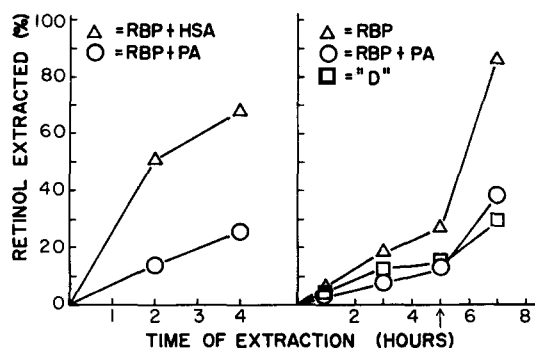 RETINOL EXTRACTED (%)
100
80
60
40
20
0
△ = RBP + HSA
○ = RBP + PA
1 2 3 4
△ = RBP
○ = RBP + PA
□ = "D"
2 4 ↑ 6 8
TIME OF EXTRACTION (HOURS)